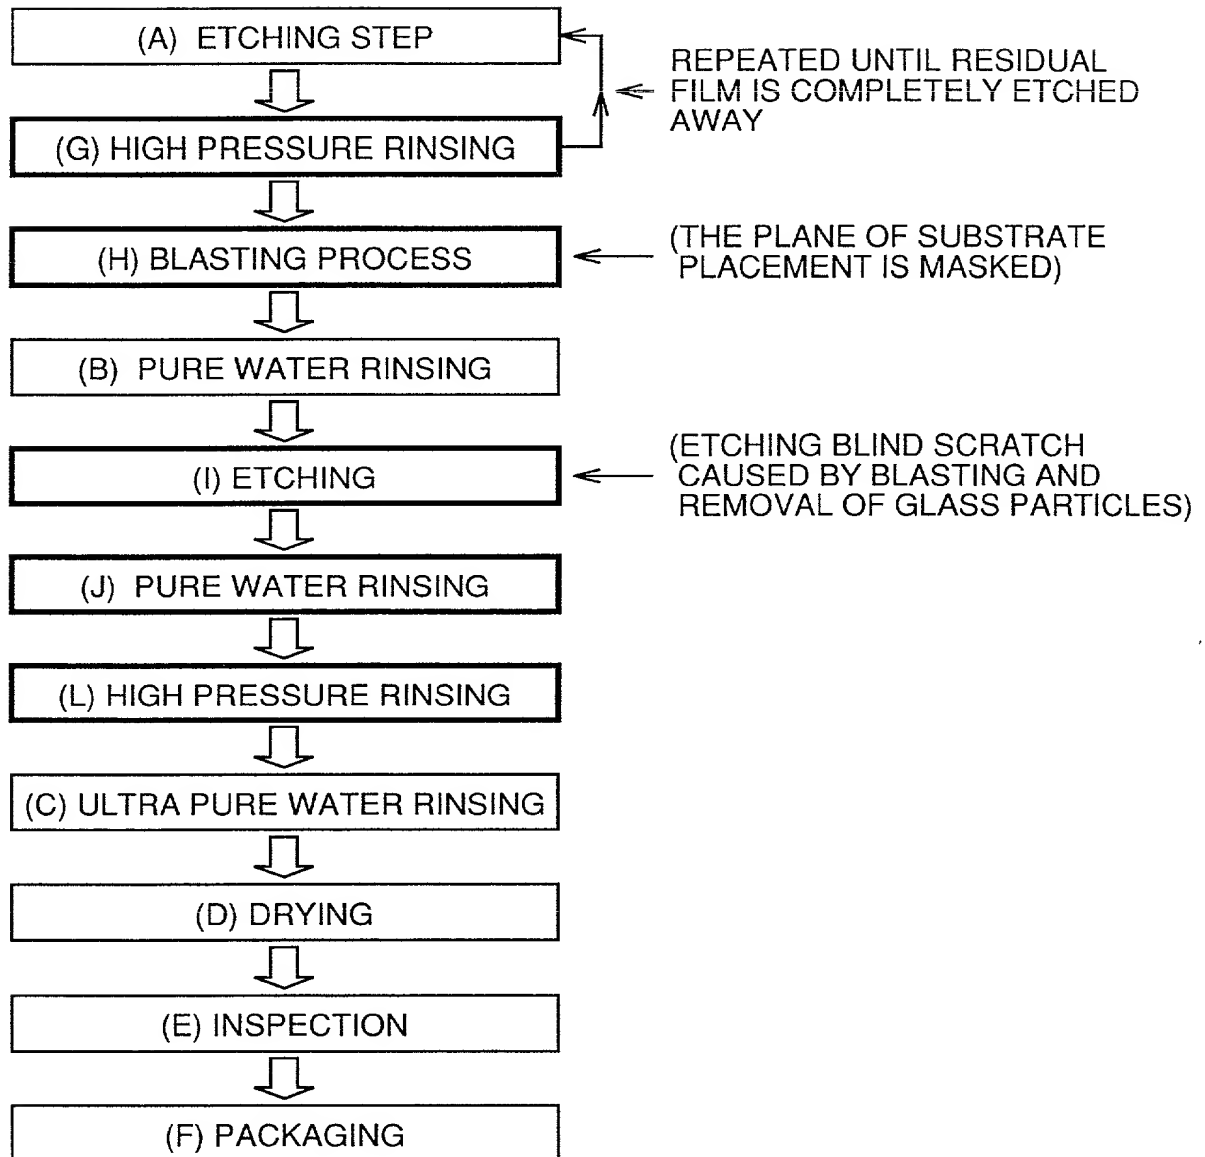 (A) ETCHING STEP
REPEATED UNTIL RESIDUAL
FILM IS COMPLETELY ETCHED
AWAY
(G) HIGH PRESSURE RINSING
(H) BLASTING PROCESS
(THE PLANE OF SUBSTRATE
PLACEMENT IS MASKED)
(B) PURE WATER RINSING
(I) ETCHING
(ETCHING BLIND SCRATCH
CAUSED BY BLASTING AND
REMOVAL OF GLASS PARTICLES)
(J) PURE WATER RINSING
(L) HIGH PRESSURE RINSING
(C) ULTRA PURE WATER RINSING
(D) DRYING
(E) INSPECTION
(F) PACKAGING